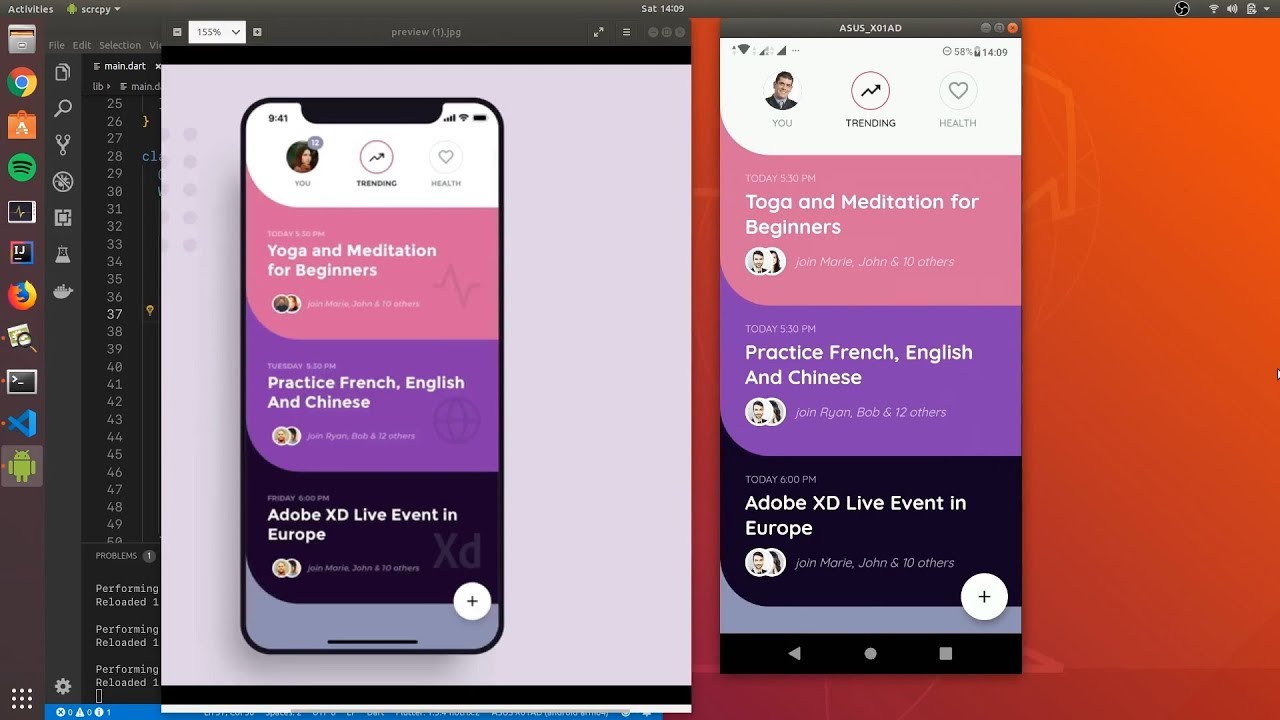 Activities
scrcpy
Sat 14:09
58%
155%
preview (1).jpg
ASUS_X01AD
File Edit Selection
main.dart
lib
25
26
27
28
29
30
31
32
33
34
35
36
37
38
39
40
41
42
43
44
45
46
47
48
49
}
PROBLEMS 1
Performing
Reloaded 1
Performing
Reloaded 1
Performing
Reloaded 1
0 0 1
9:41
12
YOU
TRENDING
HEALTH
TODAY 5:30 PM
Yoga and Meditation
for Beginners
join Marie, John & 10 others
TUESDAY 5:30 PM
Practice French, English
And Chinese
join Ryan, Bob & 12 others
FRIDAY 6:00 PM
Adobe XD Live Event in
Europe
Xd
join Marie, John & 10 others
+
58% 14:09
YOU
TRENDING
HEALTH
TODAY 5:30 PM
Toga and Meditation for
Beginners
join Marie, John & 10 others
TODAY 5:30 PM
Practice French, English
And Chinese
join Ryan, Bob & 12 others
TODAY 6:00 PM
Adobe XD Live Event in
Europe
join Marie, John & 10 others
+